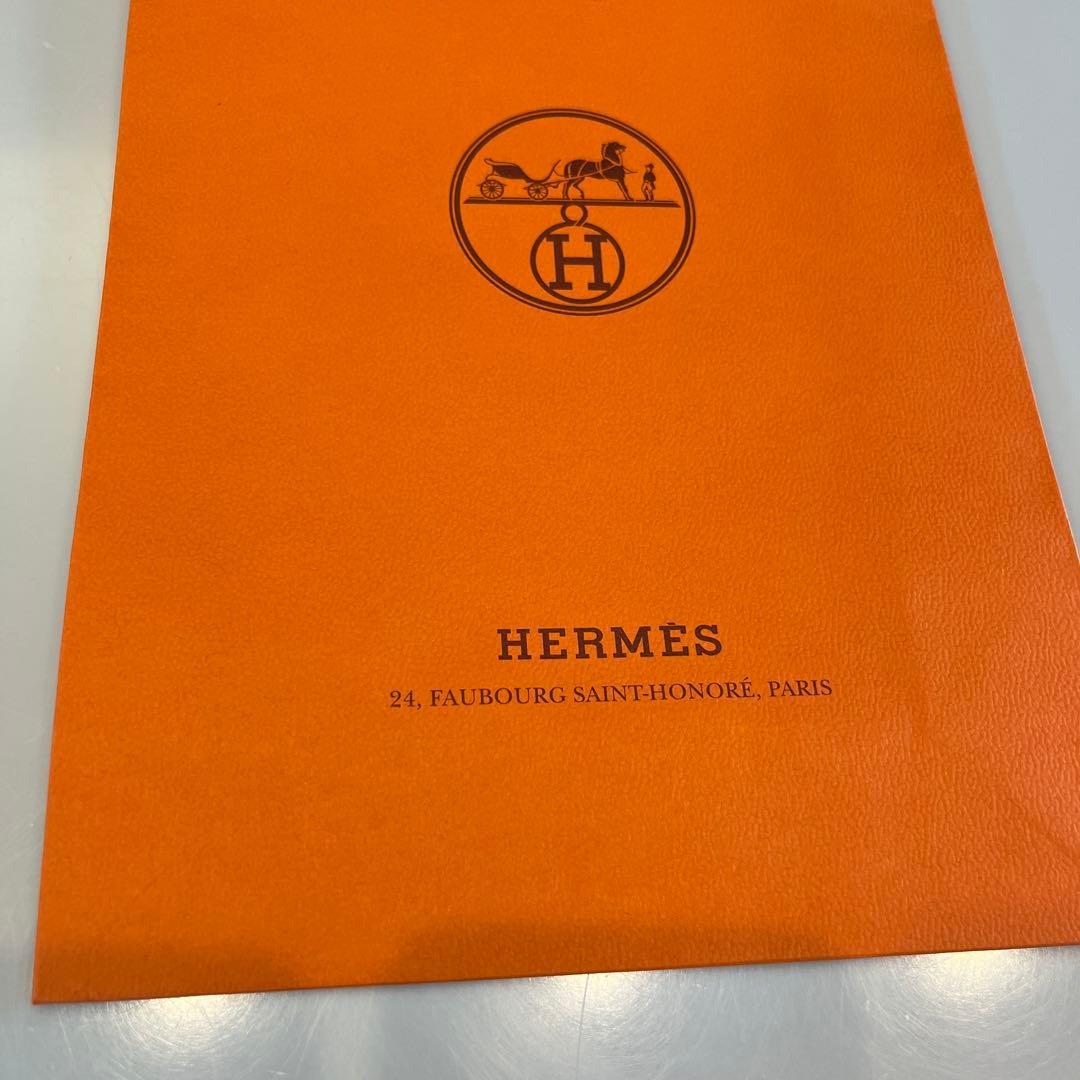 H
HERMÈS
24, FAUBOURG SAINT-HONORÉ, PARIS